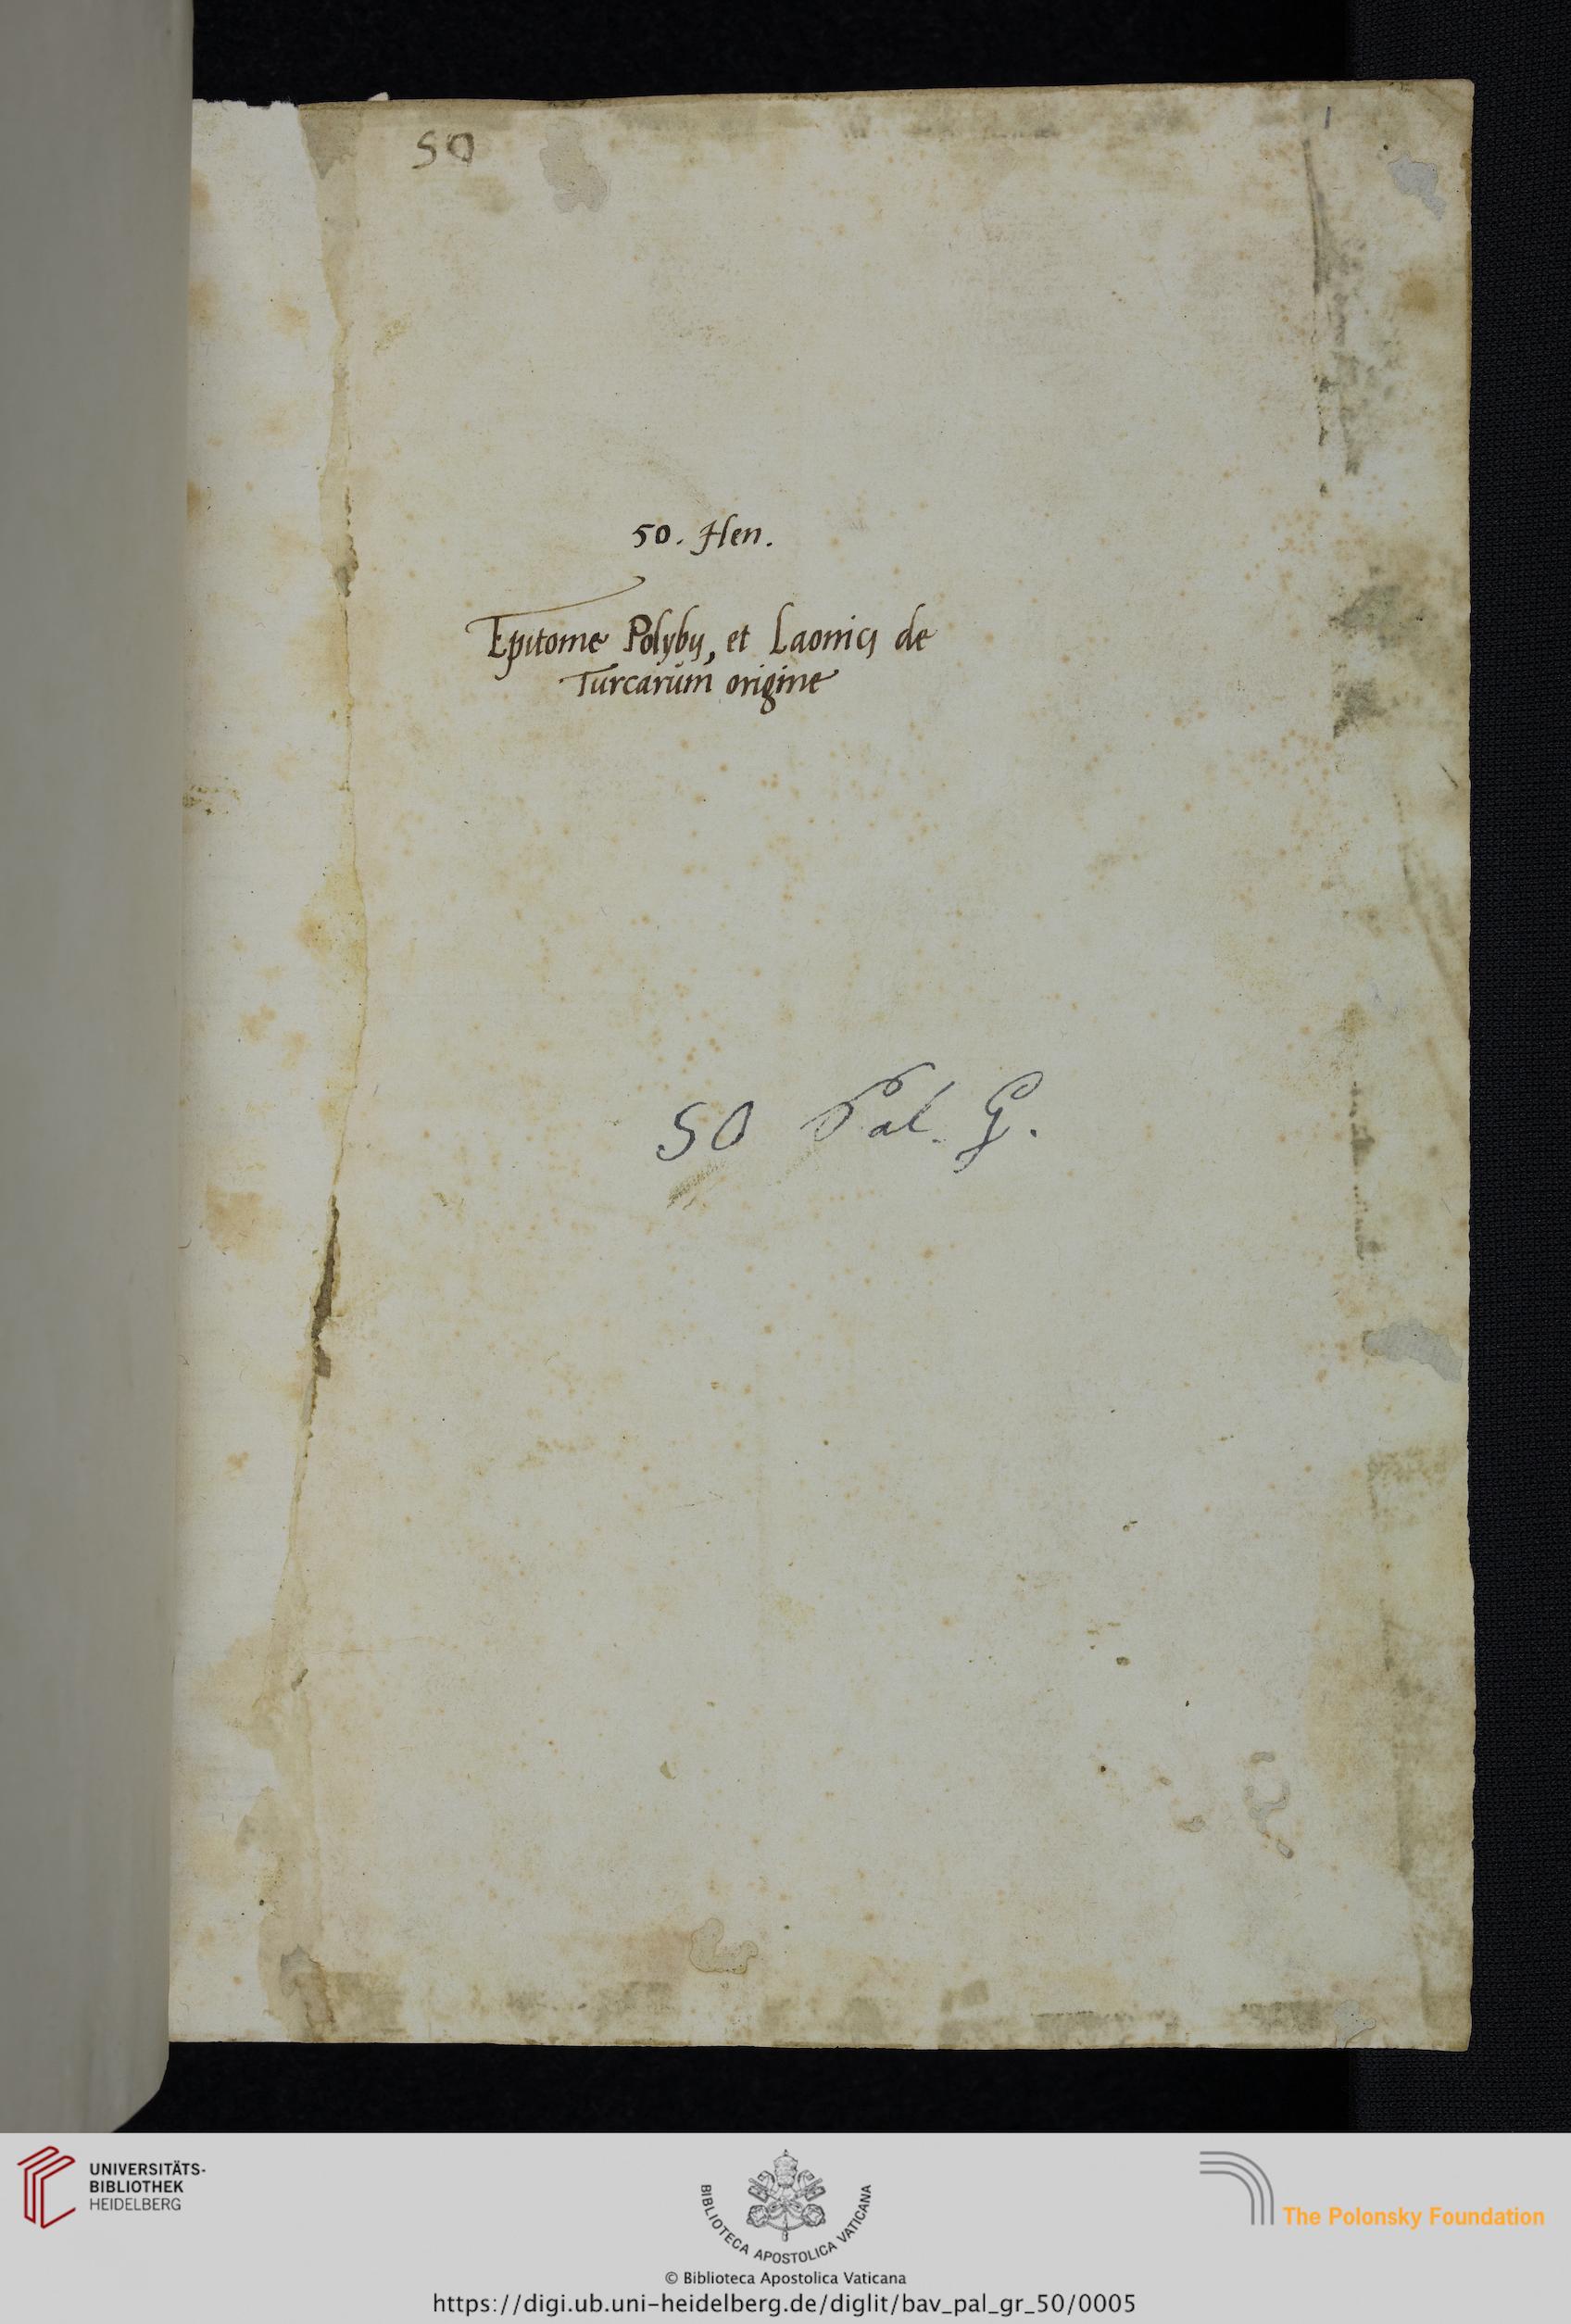 50
1
50. Hen.
Epitome Polybij, et Laonici de
Turcarum origine
50 Pal. G.
UNIVERSITÄTS-
BIBLIOTHEK
HEIDELBERG
BIBLIOTECA APOSTOLICA VATICANA
The Polonsky Foundation
© Biblioteca Apostolica Vaticana
https://digi.ub.uni-heidelberg.de/diglit/bav_pal_gr_50/0005